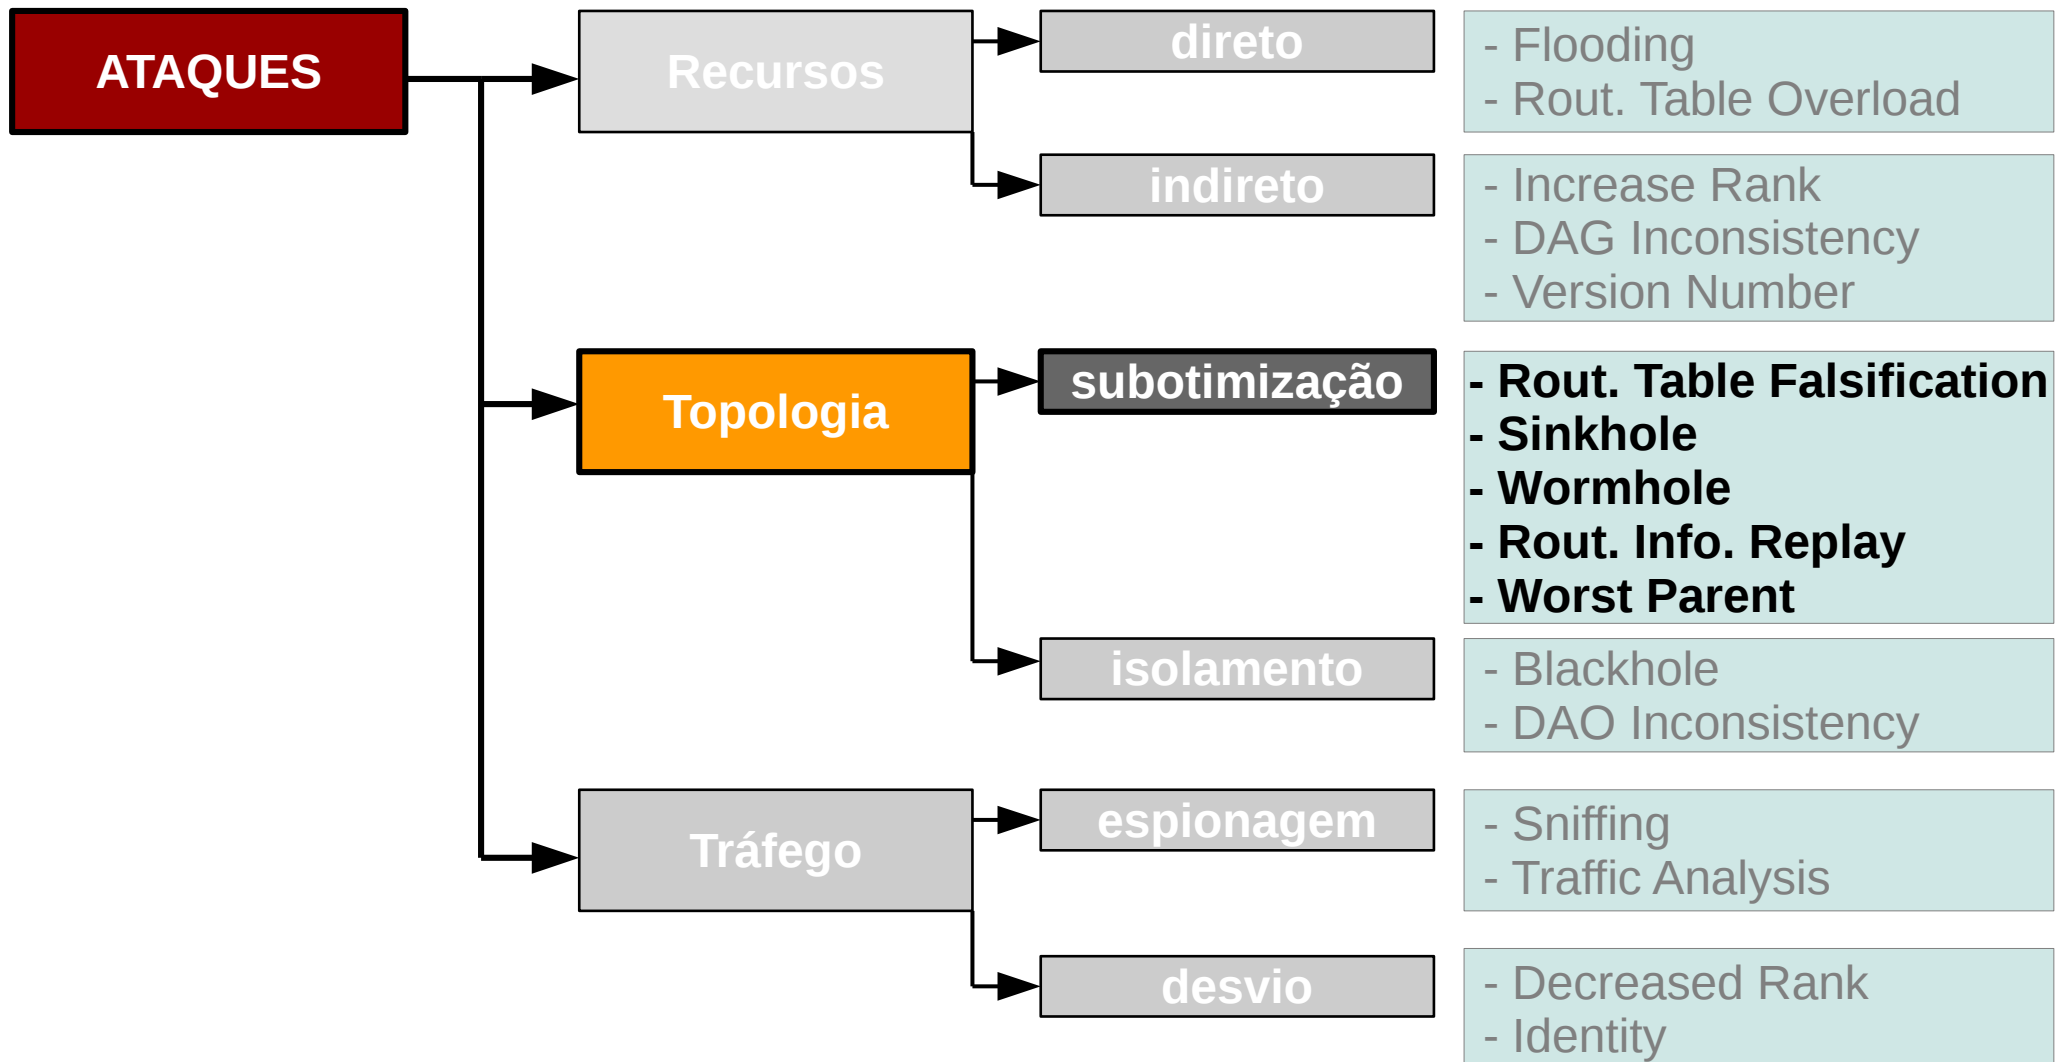 ATAQUES
Recursos
direto
- Flooding
- Rout. Table Overload
indireto
- Increase Rank
- DAG Inconsistency
- Version Number
Topologia
subotimização
- Rout. Table Falsification
- Sinkhole
- Wormhole
- Rout. Info. Replay
- Worst Parent
isolamento
- Blackhole
- DAO Inconsistency
Tráfego
espionagem
- Sniffing
- Traffic Analysis
desvio
- Decreased Rank
- Identity